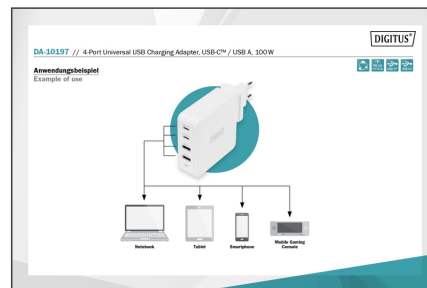 DIGITUS®
DA-10197 // 4-Port Universal USB Charging Adapter, USB-C™ / USB A, 100W
Anwendungsbeispiel
Example of use
DIGITUS
Notebook
Tablet
Smartphone
Mobile Gaming
Console